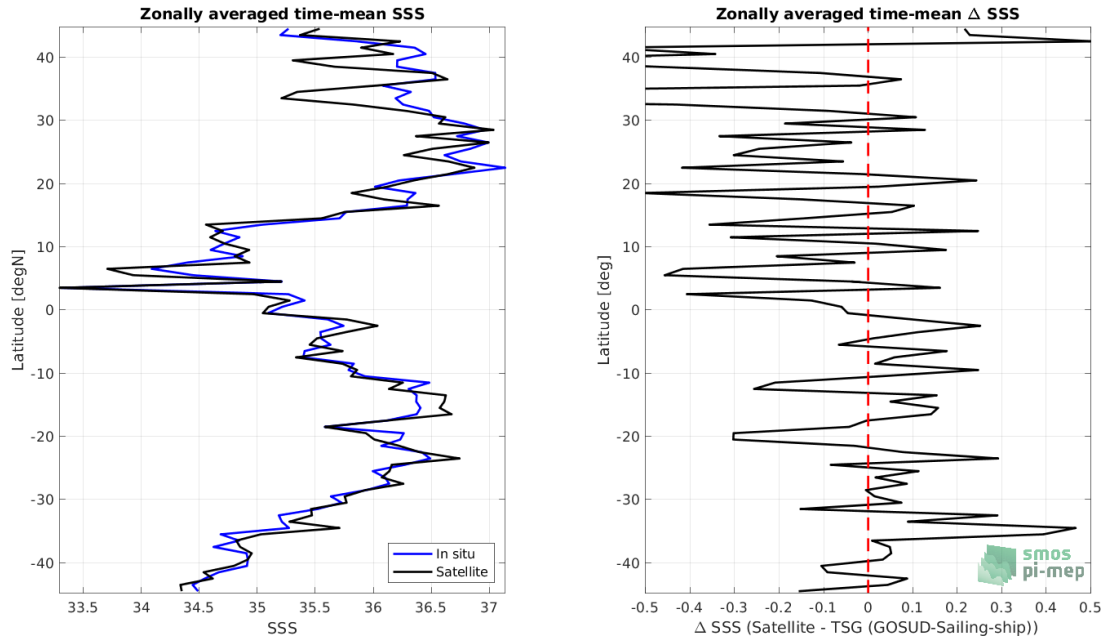 Zonally averaged time-mean SSS
40
30
20
10
0
-10
-20
-30
-40
Latitude [degN]
33.5 34 34.5 35 35.5 36 36.5 37
SSS
In situ
Satellite
Zonally averaged time-mean Δ SSS
40
30
20
10
0
-10
-20
-30
-40
Latitude [deg]
-0.5 -0.4 -0.3 -0.2 -0.1 0 0.1 0.2 0.3 0.4 0.5
Δ SSS (Satellite - TSG (GOSUD-Sailing-ship))
smos
pi-mep